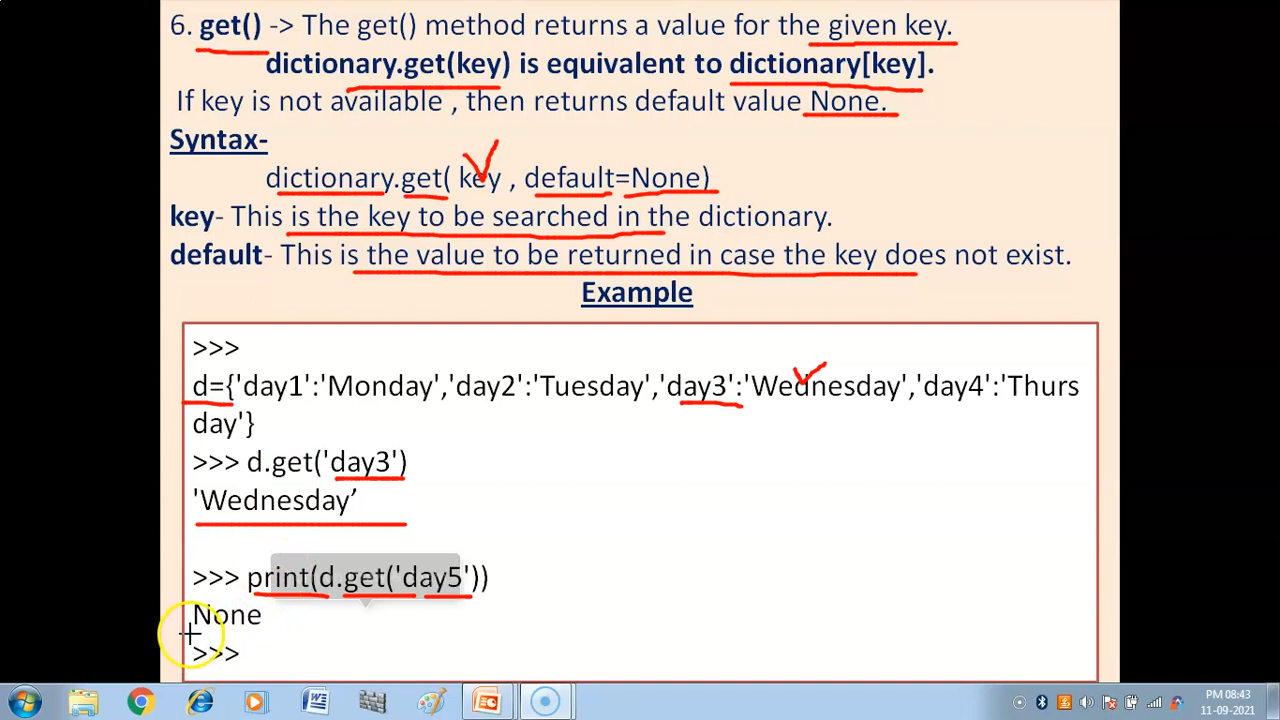 6. get() -> The get() method returns a value for the given key.
dictionary.get(key) is equivalent to dictionary[key].
If key is not available , then returns default value None.
Syntax-
dictionary.get( key , default=None)
key- This is the key to be searched in the dictionary.
default- This is the value to be returned in case the key does not exist.
Example
>>>
d={'day1':'Monday','day2':'Tuesday','day3':'Wednesday','day4':'Thurs
day'}
>>> d.get('day3')
'Wednesday’
>>> print(d.get('day5'))
None
>>>
PM 08:43
11-09-2021